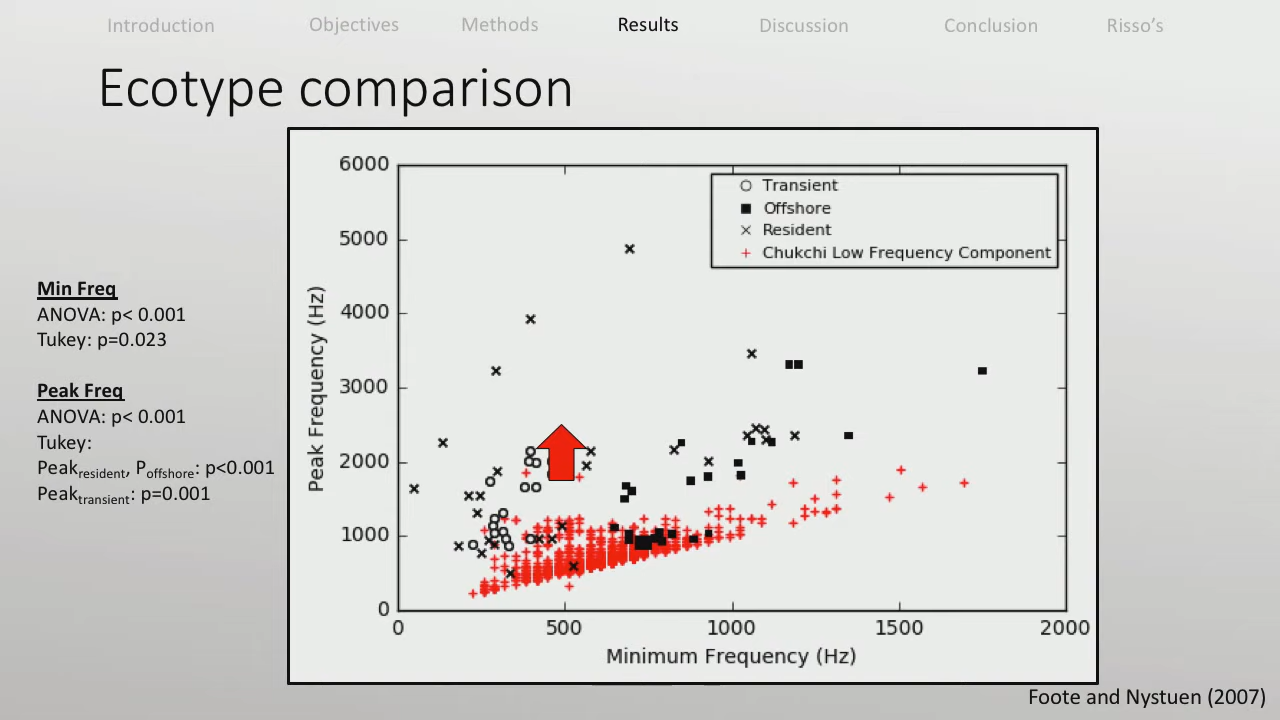 Introduction Objectives Methods Results Discussion Conclusion Risso's
Ecotype comparison
Min Freq
ANOVA: p< 0.001
Tukey: p=0.023
Peak Freq
ANOVA: p< 0.001
Tukey:
Peakresident, Poffshore: p<0.001
Peaktransient: p=0.001
6000
5000
4000
3000
2000
1000
0
Peak Frequency (Hz)
Transient
Offshore
Resident
Chukchi Low Frequency Component
0 500 1000 1500 2000
Minimum Frequency (Hz)
Foote and Nystuen (2007)